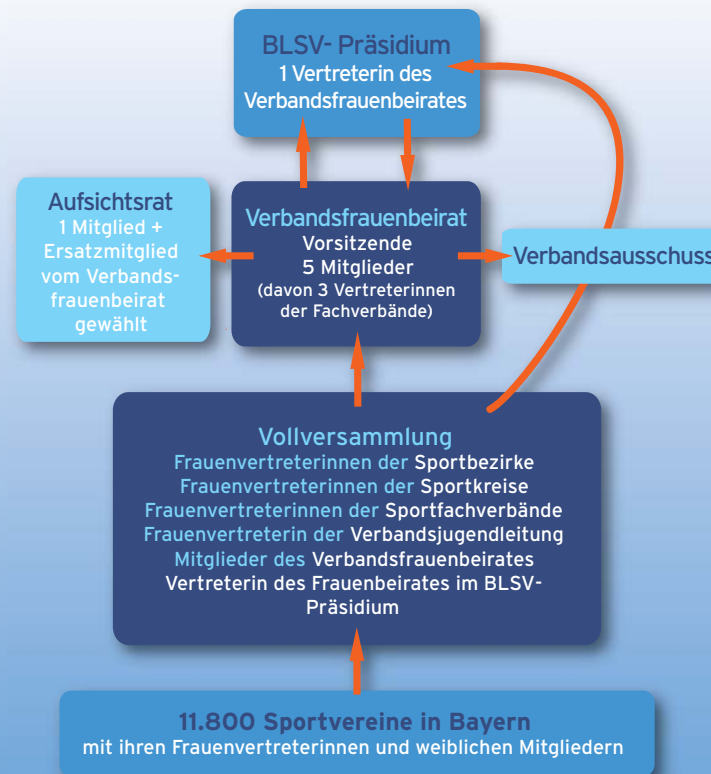 BLSV- Präsidium
1 Vertreterin des
Verbandsfrauenbeirates
Aufsichtsrat
1 Mitglied +
Ersatzmitglied
vom Verbands-
frauenbeirat
gewählt
Verbandsfrauenbeirat
Vorsitzende
5 Mitglieder
(davon 3 Vertreterinnen
der Fachverbände)
Verbandsausschuss
Vollversammlung
Frauenvertreterinnen der Sportbezirke
Frauenvertreterinnen der Sportkreise
Frauenvertreterinnen der Sportfachverbände
Frauenvertreterin der Verbandsjugendleitung
Mitglieder des Verbandsfrauenbeirates
Vertreterin des Frauenbeirates im BLSV-
Präsidium
11.800 Sportvereine in Bayern
mit ihren Frauenvertreterinnen und weiblichen Mitgliedern